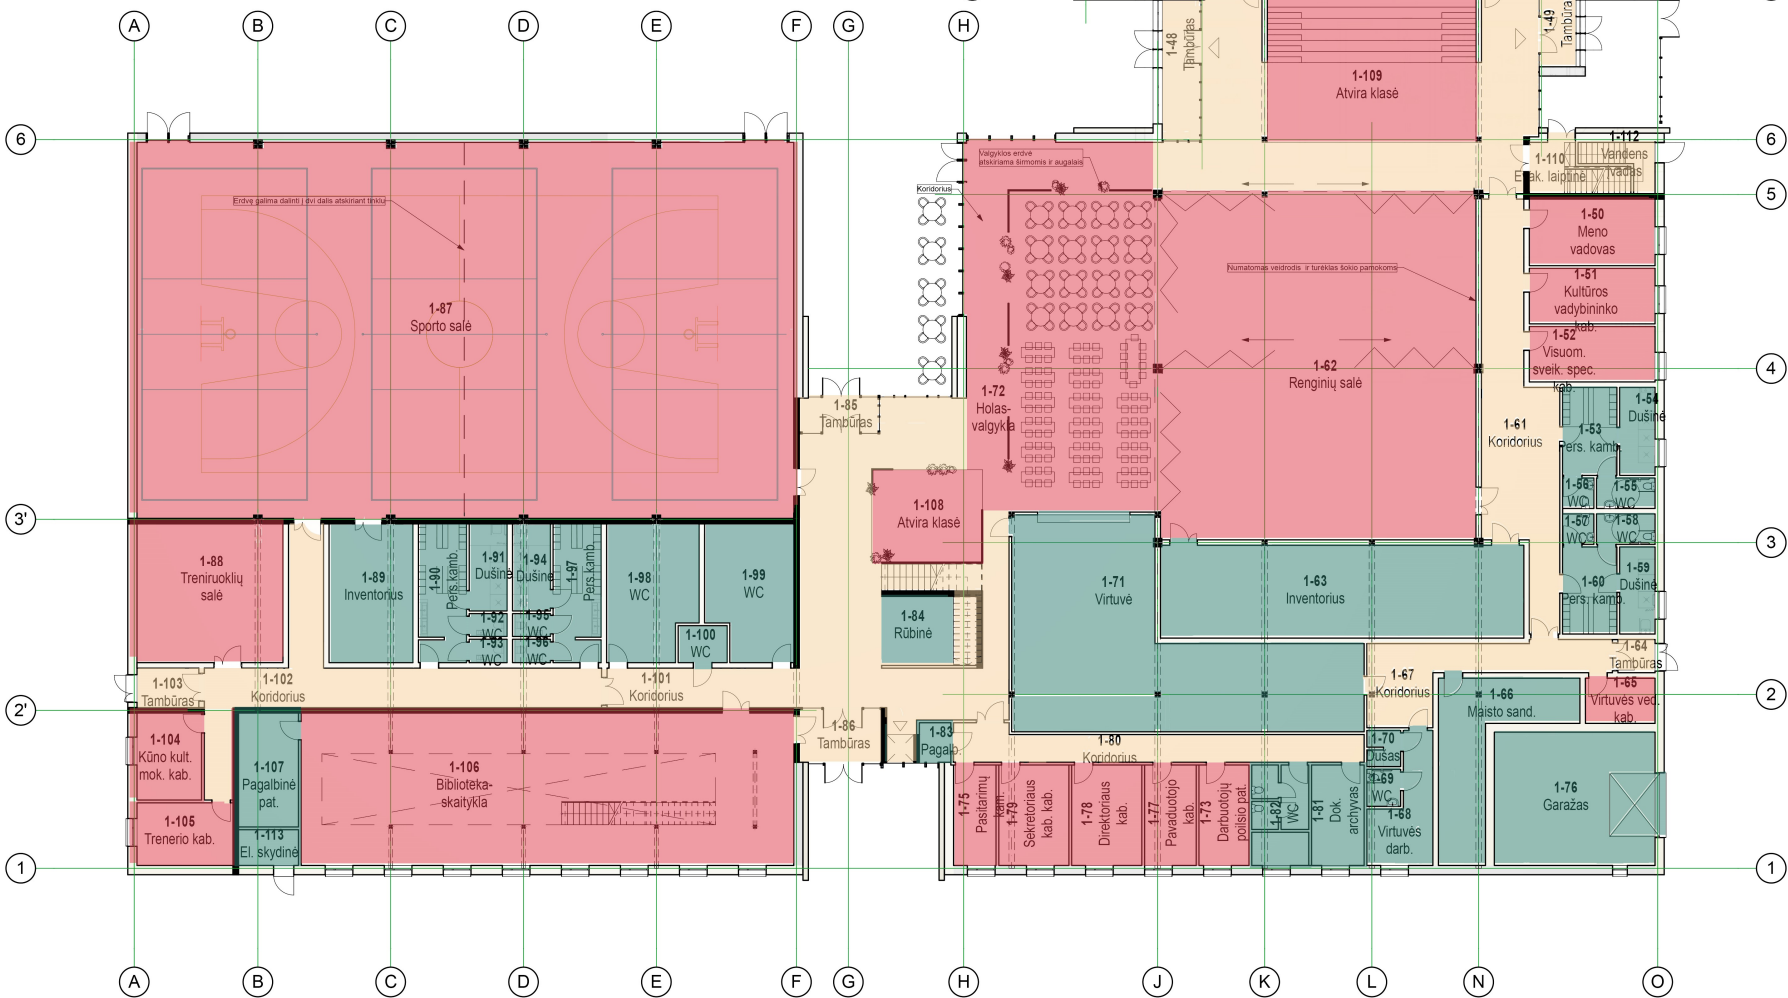 A B C D E F G H
1-48
Tambūras
1-49
Tambūra
1-109
Atvira klasė
6
6
1-112
Vandens
įvadas
1-110
Evak. laiptinė
Valgyklos erdvė
atskiriama širmomis ir augalais
Koridorius
5
Erdvę galima dalinti į dvi dalis atskiriant tinklu
1-50
Meno
vadovas
Numatomas veidrodis ir turėklas šokio pamokoms
1-51
Kultūros
vadybininko
kab.
1-87
Sporto salė
1-52
Visuom.
sveik. spec.
kab.
4
1-62
Renginių salė
1-72
Holas-
valgykla
1-85
Tambūras
1-61
Koridorius
1-53
Pers. kamb.
1-54
Dušinė
1-56
WC
1-55
WC
1-108
Atvira klasė
3'
1-57
WC
1-58
WC
3
1-88
Treniruoklių
salė
1-89
Inventorius
1-90
Pers.kamb.
1-91
Dušinė
1-94
Dušinė
1-97
Pers.kamb.
1-98
WC
1-99
WC
1-92
WC
1-95
WC
1-93
WC
1-96
WC
1-100
WC
1-84
Rūbinė
1-71
Virtuvė
1-63
Inventorius
1-60
Pers. kamb.
1-59
Dušinė
1-64
Tambūras
1-103
Tambūras
1-102
Koridorius
1-101
Koridorius
1-67
Koridorius
1-66
Maisto sand.
1-65
Virtuvės ved.
kab.
2
2'
1-86
Tambūras
1-83
Pagalb.
1-80
Koridorius
1-70
Dušas
1-69
WC
1-68
Virtuvės
darb.
1-104
Kūno kult.
mok. kab.
1-105
Trenerio kab.
1-107
Pagalbinė
pat.
1-113
El. skydinė
1-106
Biblioteka-
skaitykla
1-75
Pasitarimų
kam.
1-79
Sekretoriaus
kab. kab.
1-78
Direktoriaus
kab.
1-77
Pavaduotojo
kab.
1-73
Darbuotojų
poilsio pat.
1-82
WC
1-81
Dok.
archyvas
1-76
Garažas
1
1
A B C D E F G H J K L N O